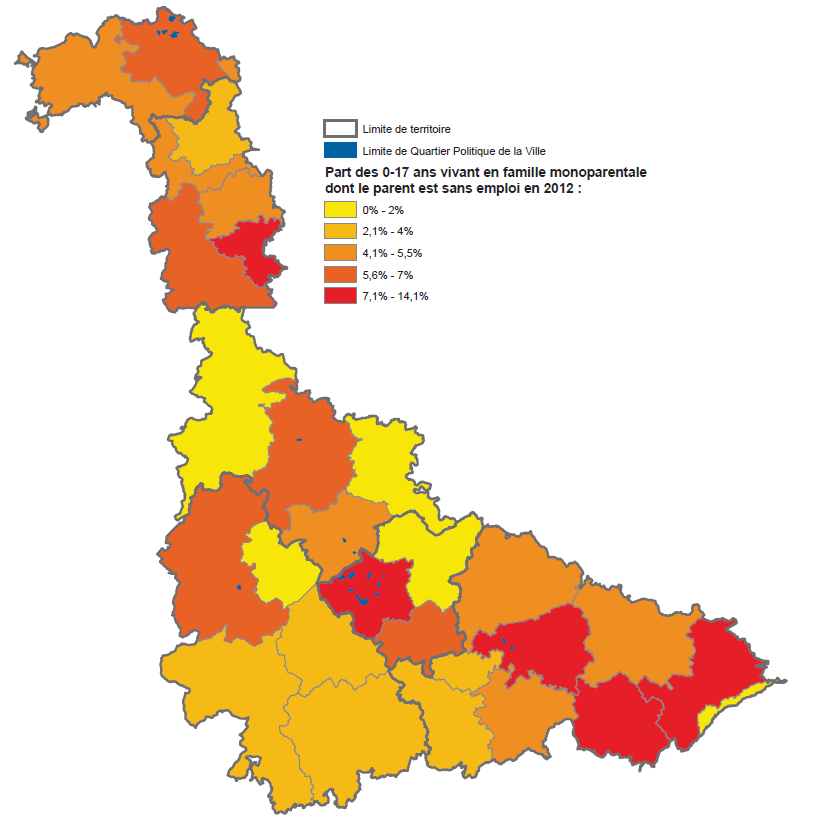 Limite de territoire
Limite de Quartier Politique de la Ville
Part des 0-17 ans vivant en famille monoparentale
dont le parent est sans emploi en 2012 :
0% - 2%
2,1% - 4%
4,1% - 5,5%
5,6% - 7%
7,1% - 14,1%